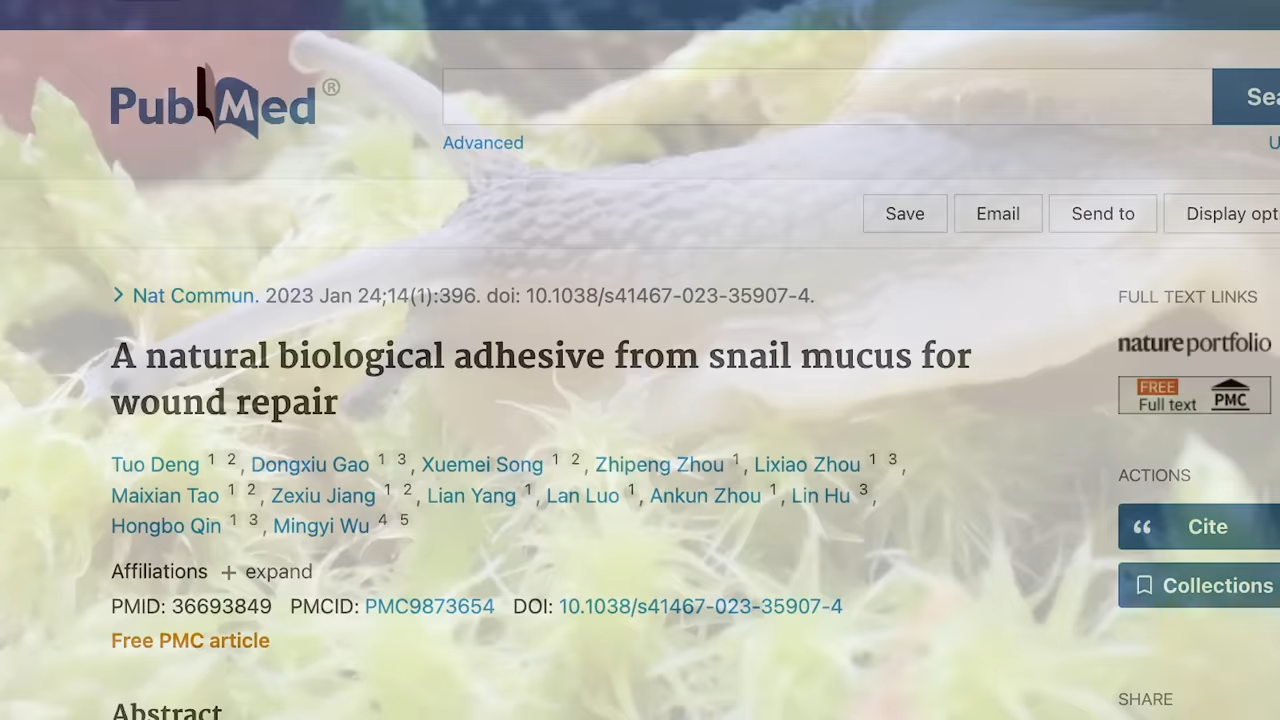 PubMed®
Sea
Advanced
U
Save
Email
Send to
Display opt
Nat Commun. 2023 Jan 24;14(1):396. doi: 10.1038/s41467-023-35907-4.
FULL TEXT LINKS
A natural biological adhesive from snail mucus for
wound repair
nature portfolio
FREE
Full text PMC
Tuo Deng 1 2, Dongxiu Gao 1 3, Xuemei Song 1 2, Zhipeng Zhou 1, Lixiao Zhou 1 3,
Maixian Tao 1 2, Zexiu Jiang 1 2, Lian Yang 1, Lan Luo 1, Ankun Zhou 1, Lin Hu 3,
Hongbo Qin 1 3, Mingyi Wu 4 5
ACTIONS
“ Cite
Collections
Affiliations + expand
PMID: 36693849 PMCID: PMC9873654 DOI: 10.1038/s41467-023-35907-4
Free PMC article
SHARE
Abstract